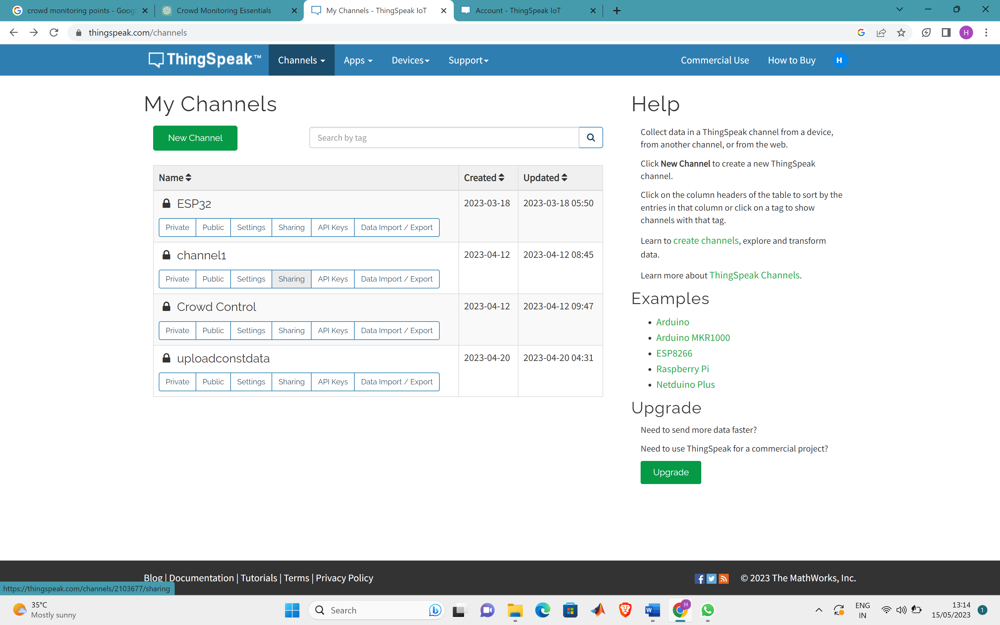 crowd monitoring points - Goog
Crowd Monitoring Essentials
My Channels - ThingSpeak IoT
Account - ThingSpeak IoT
thingspeak.com/channels
H
ThingSpeak™
Channels
Apps
Devices
Support
Commercial Use
How to Buy
H
My Channels
New Channel
Search by tag
Name
Created
Updated
ESP32
2023-03-18
2023-03-18 05:50
Private
Public
Settings
Sharing
API Keys
Data Import / Export
channel1
2023-04-12
2023-04-12 08:45
Private
Public
Settings
Sharing
API Keys
Data Import / Export
Crowd Control
2023-04-12
2023-04-12 09:47
Private
Public
Settings
Sharing
API Keys
Data Import / Export
uploadconstdata
2023-04-20
2023-04-20 04:31
Private
Public
Settings
Sharing
API Keys
Data Import / Export
Help
Collect data in a ThingSpeak channel from a device,
from another channel, or from the web.
Click New Channel to create a new ThingSpeak
channel.
Click on the column headers of the table to sort by the
entries in that column or click on a tag to show
channels with that tag.
Learn to create channels, explore and transform
data.
Learn more about ThingSpeak Channels.
Examples
Arduino
Arduino MKR1000
ESP8266
Raspberry Pi
Netduino Plus
Upgrade
Need to send more data faster?
Need to use ThingSpeak for a commercial project?
Upgrade
Blog | Documentation | Tutorials | Terms | Privacy Policy
© 2023 The MathWorks, Inc.
https://thingspeak.com/channels/2103677/sharing
35°C
Mostly sunny
Search
W
H
ENG
IN
13:14
15/05/2023
1